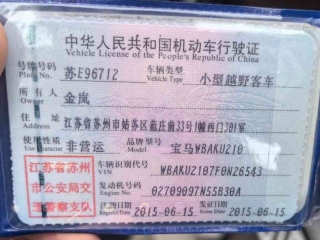 中华人民共和国机动车行驶证
Vehicle License of the People's Republic of China
号牌号码 苏E96712 车辆类型 小型越野客车
Plate No. Vehicle Type
所有人 金岚
Owner
住址 江苏省苏州市姑苏区 庄前33号1幢西门301室
Address
使用性质 非营运 品牌型号 宝马WBAKU210
Use Character Model
江苏省苏州 车辆识别代号 WBAKU2107F0N26543
VIN
市公安局交 发动机号码 02709097N55B30A
Engine No.
通警察支队 注册日期 2015-06-15 发证日期 2015-06-15
Register Date Issue Date